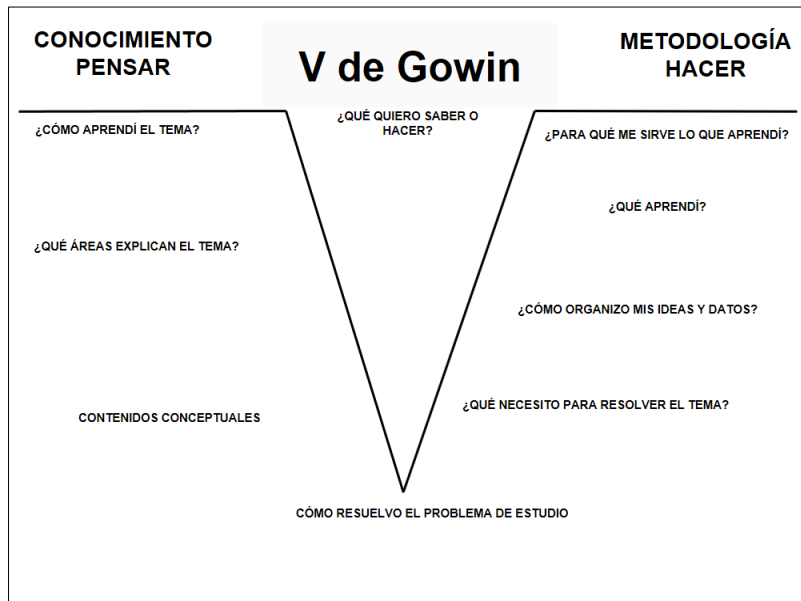 CONOCIMIENTO
PENSAR
V de Gowin
METODOLOGÍA
HACER
¿QUÉ QUIERO SABER O
HACER?
¿CÓMO APRENDÍ EL TEMA?
¿QUÉ ÁREAS EXPLICAN EL TEMA?
CONTENIDOS CONCEPTUALES
¿PARA QUÉ ME SIRVE LO QUE APRENDÍ?
¿QUÉ APRENDÍ?
¿CÓMO ORGANIZO MIS IDEAS Y DATOS?
¿QUÉ NECESITO PARA RESOLVER EL TEMA?
CÓMO RESUELVO EL PROBLEMA DE ESTUDIO